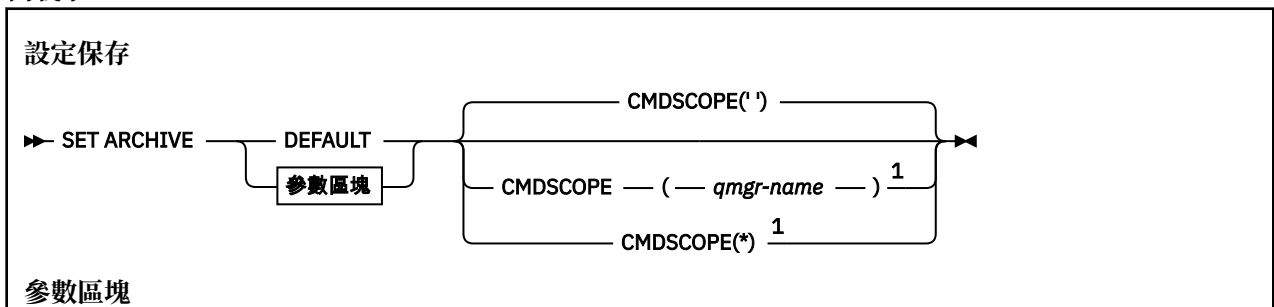 設定保存
CMDSCOPE(' ')
SET ARCHIVE DEFAULT
參數區塊
CMDSCOPE ( qmgr-name ) 1
CMDSCOPE(*) 1
參數區塊